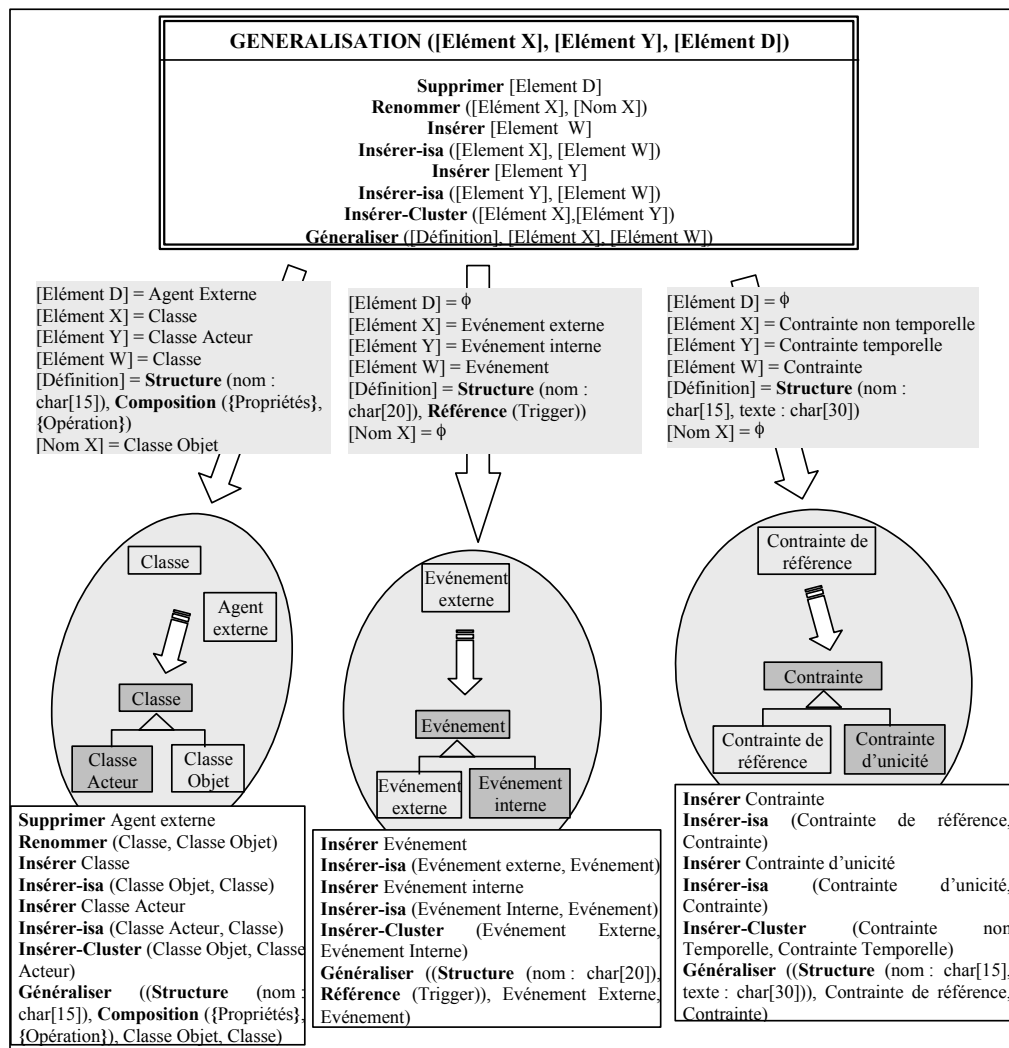 GENERALISATION ([Elément X], [Elément Y], [Elément D])
Supprimer [Element D]
Renommer ([Elément X], [Nom X])
Insérer [Element W]
Insérer-isa ([Element X], [Element W])
Insérer [Element Y]
Insérer-isa ([Element Y], [Element W])
Insérer-Cluster ([Elément X],[Elément Y])
Géneraliser ([Définition], [Elément X], [Elément W])
[Elément D] = Agent Externe
[Elément X] = Classe
[Elément Y] = Classe Acteur
[Elément W] = Classe
[Définition] = Structure (nom :
char[15]), Composition ({Propriétés},
{Opération})
[Nom X] = Classe Objet
[Elément D] = ϕ
[Elément X] = Evénement externe
[Elément Y] = Evénement interne
[Elément W] = Evénement
[Définition] = Structure (nom :
char[20]), Référence (Trigger))
[Nom X] = ϕ
[Elément D] = ϕ
[Elément X] = Contrainte non temporelle
[Elément Y] = Contrainte temporelle
[Elément W] = Contrainte
[Définition] = Structure (nom :
char[15], texte : char[30])
[Nom X] = ϕ
Classe
Agent
externe
Classe
Classe
Acteur
Classe
Objet
Evénement
externe
Evénement
Evénement
externe
Evénement
interne
Contrainte de
référence
Contrainte
Contrainte de
référence
Contrainte
d'unicité
Supprimer Agent externe
Renommer (Classe, Classe Objet)
Insérer Classe
Insérer-isa (Classe Objet, Classe)
Insérer Classe Acteur
Insérer-isa (Classe Acteur, Classe)
Insérer-Cluster (Classe Objet, Classe
Acteur)
Généraliser ((Structure (nom :
char[15]), Composition ({Propriétés},
{Opération}), Classe Objet, Classe)
Insérer Evénement
Insérer-isa (Evénement externe, Evénement)
Insérer Evénement interne
Insérer-isa (Evénement Interne, Evénement)
Insérer-Cluster (Evénement Externe,
Evénement Interne)
Généraliser ((Structure (nom : char[20]),
Référence (Trigger)), Evénement Externe,
Evénement)
Insérer Contrainte
Insérer-isa (Contrainte de référence,
Contrainte)
Insérer Contrainte d'unicité
Insérer-isa (Contrainte d'unicité,
Contrainte)
Insérer-Cluster (Contrainte non
Temporelle, Contrainte Temporelle)
Généraliser ((Structure (nom : char[15],
texte : char[30])), Contrainte de référence,
Contrainte)